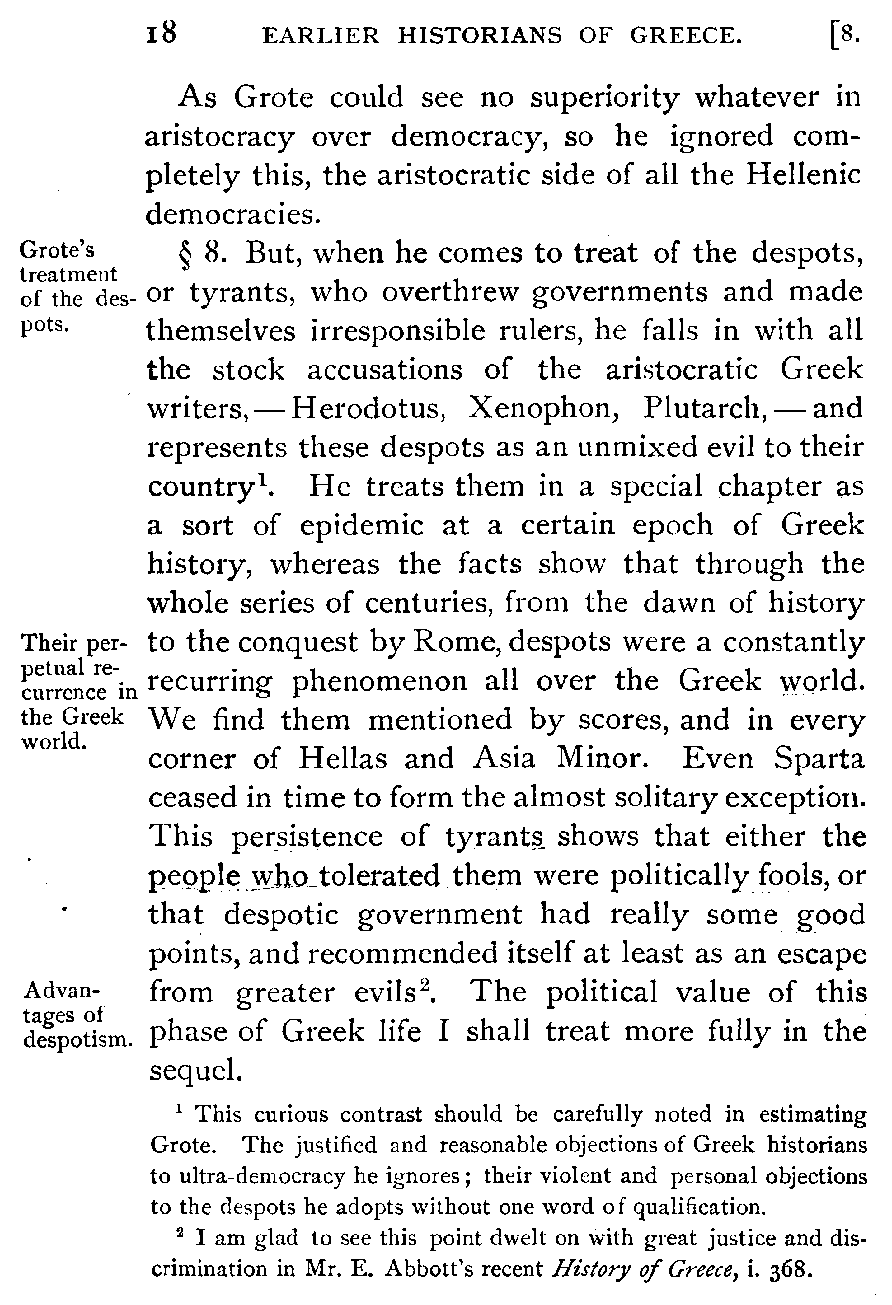 18 EARLIER HISTORIANS OF GREECE. [8.
As Grote could see no superiority whatever in
aristocracy over democracy, so he ignored com-
pletely this, the aristocratic side of all the Hellenic
democracies.
Grote's
treatment
of the des-
pots.
§ 8. But, when he comes to treat of the despots,
or tyrants, who overthrew governments and made
themselves irresponsible rulers, he falls in with all
the stock accusations of the aristocratic Greek
writers,—Herodotus, Xenophon, Plutarch,—and
represents these despots as an unmixed evil to their
country¹. He treats them in a special chapter as
a sort of epidemic at a certain epoch of Greek
history, whereas the facts show that through the
whole series of centuries, from the dawn of history
Their per-
petual re-
currence in
the Greek
world.
to the conquest by Rome, despots were a constantly
recurring phenomenon all over the Greek world.
We find them mentioned by scores, and in every
corner of Hellas and Asia Minor. Even Sparta
ceased in time to form the almost solitary exception.
This persistence of tyrants shows that either the
people who tolerated them were politically fools, or
that despotic government had really some good
points, and recommended itself at least as an escape
Advan-
tages of
despotism.
from greater evils². The political value of this
phase of Greek life I shall treat more fully in the
sequel.
¹ This curious contrast should be carefully noted in estimating
Grote. The justified and reasonable objections of Greek historians
to ultra-democracy he ignores; their violent and personal objections
to the despots he adopts without one word of qualification.
² I am glad to see this point dwelt on with great justice and dis-
crimination in Mr. E. Abbott's recent History of Greece, i. 368.